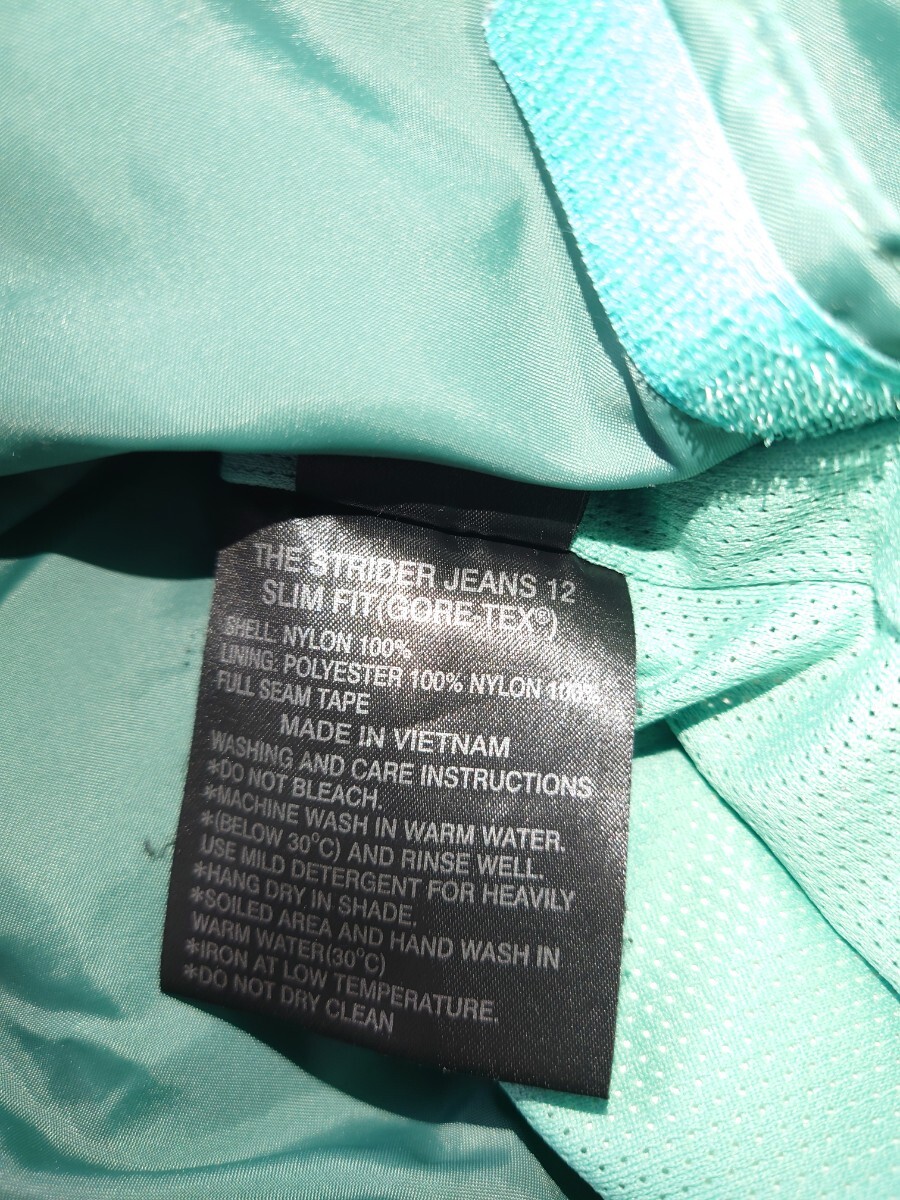 THE STRIDER JEANS 12
SLIM FIT(GORE-TEX®)
SHELL: NYLON 100%
LINING: POLYESTER 100% NYLON 100%
FULL SEAM TAPE
MADE IN VIETNAM
WASHING AND CARE INSTRUCTIONS
*DO NOT BLEACH.
*MACHINE WASH IN WARM WATER.
*(BELOW 30°C) AND RINSE WELL.
USE MILD DETERGENT FOR HEAVILY
*HANG DRY IN SHADE.
*SOILED AREA AND HAND WASH IN
WARM WATER(30°C)
*IRON AT LOW TEMPERATURE.
*DO NOT DRY CLEAN